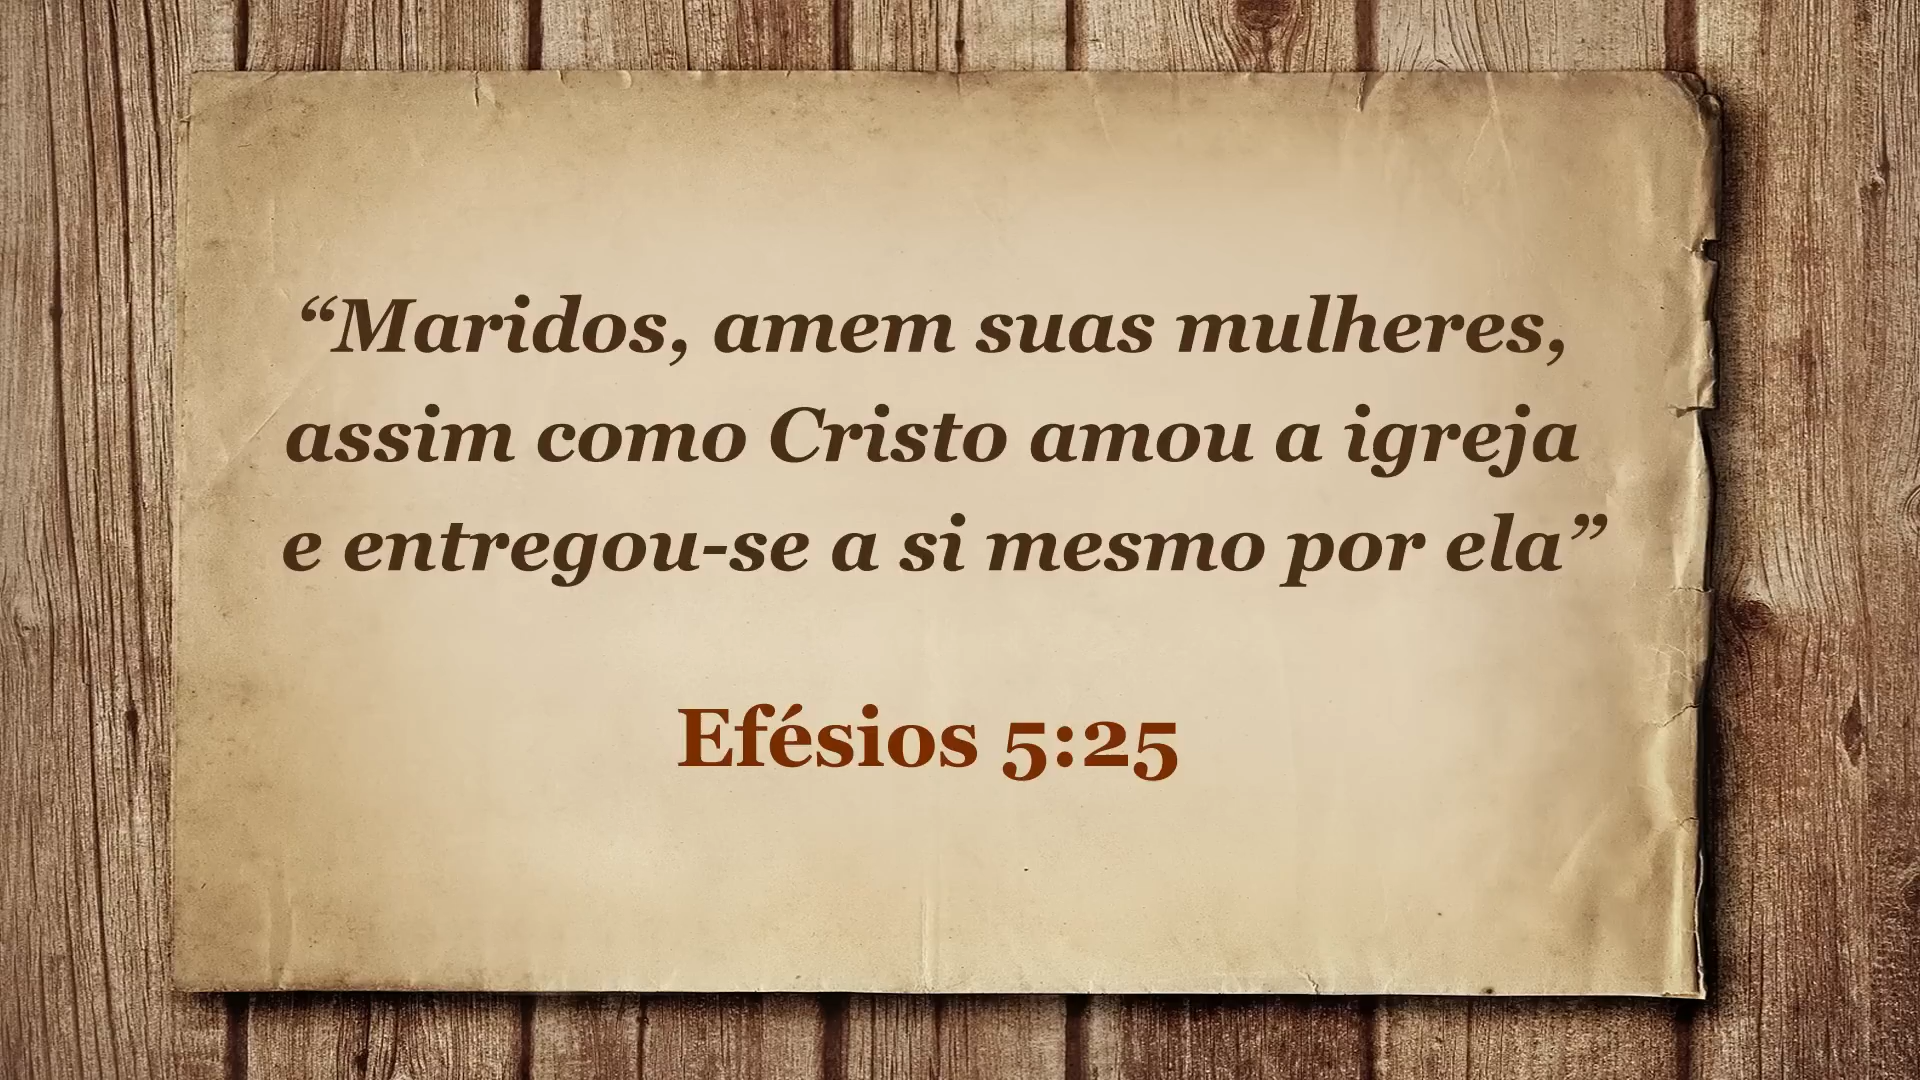 “Maridos, amem suas mulheres,
assim como Cristo amou a igreja
e entregou-se a si mesmo por ela”
Efésios 5:25